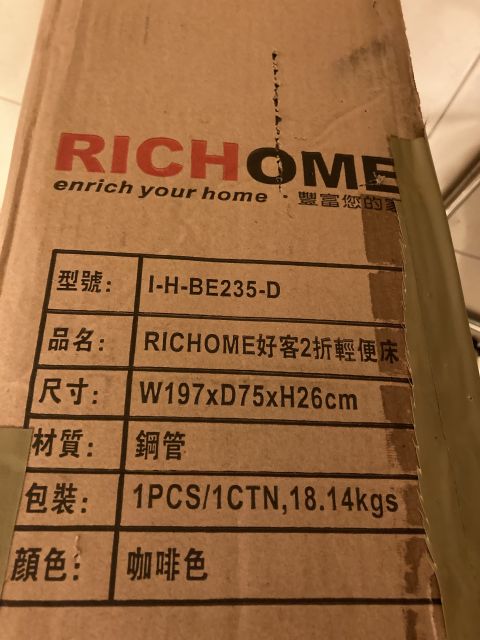 RICHOME
enrich your home · 豐富您的家
型號: I-H-BE235-D
品名: RICHOME好客2折輕便床
尺寸: W197xD75xH26cm
材質: 鋼管
包裝: 1PCS/1CTN,18.14kgs
顏色: 咖啡色